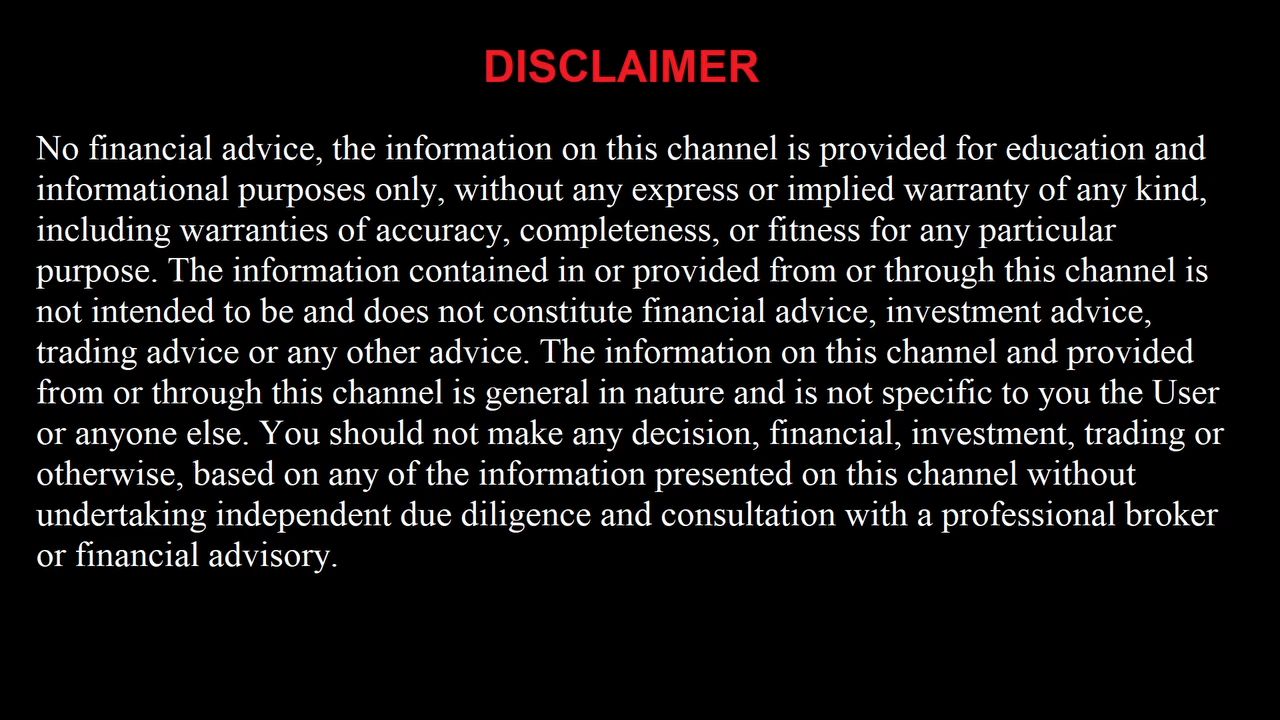 DISCLAIMER
No financial advice, the information on this channel is provided for education and
informational purposes only, without any express or implied warranty of any kind,
including warranties of accuracy, completeness, or fitness for any particular
purpose. The information contained in or provided from or through this channel is
not intended to be and does not constitute financial advice, investment advice,
trading advice or any other advice. The information on this channel and provided
from or through this channel is general in nature and is not specific to you the User
or anyone else. You should not make any decision, financial, investment, trading or
otherwise, based on any of the information presented on this channel without
undertaking independent due diligence and consultation with a professional broker
or financial advisory.